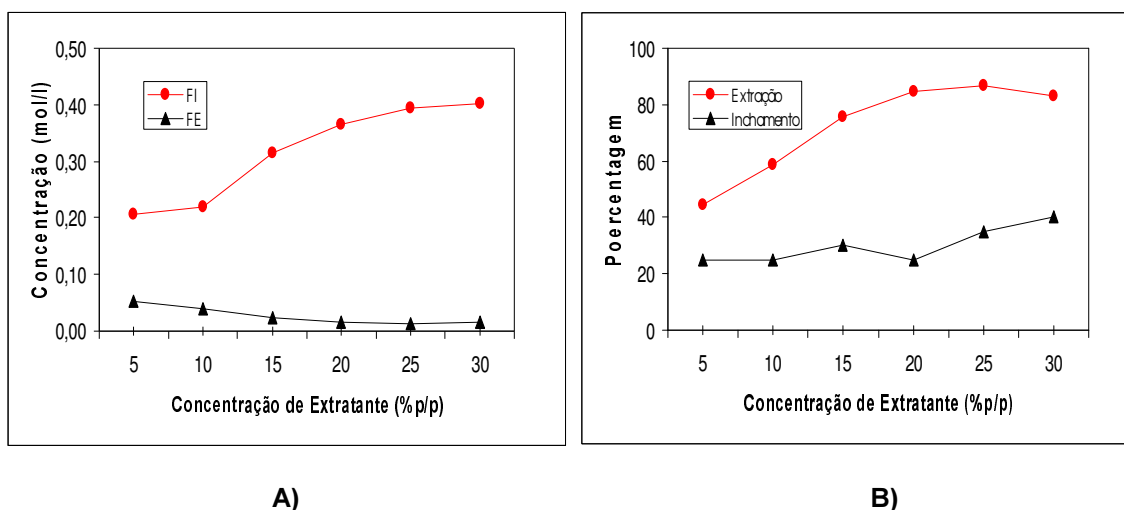 0,50
0,40
0,30
0,20
0,10
0,00
Concentração (mol/l)
FI
FE
5 10 15 20 25 30
Concentração de Extratante (%p/p)
A)
100
80
60
40
20
0
Poercentagem
Extração
Inchamento
5 10 15 20 25 30
Concentração de Extratante (%p/p)
B)